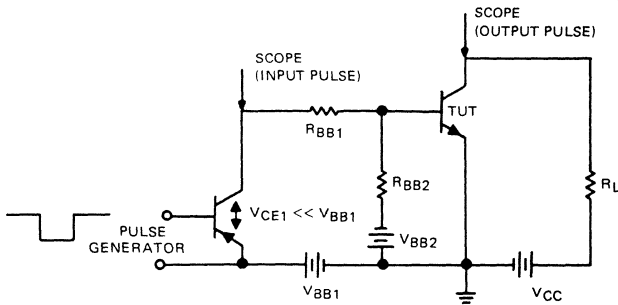 SCOPE
(OUTPUT PULSE)
SCOPE
(INPUT PULSE)
TUT
RBB1
RBB2
RL
VCE1 << VBB1
PULSE
GENERATOR
VBB2
VBB1
VCC